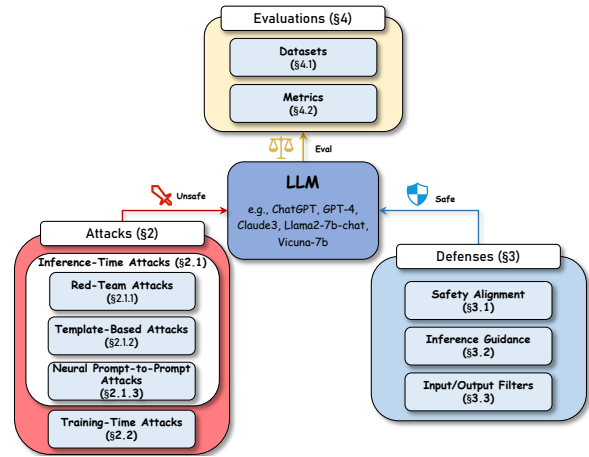 Evaluations (§4)
Datasets
(§4.1)
Metrics
(§4.2)
Eval
LLM
e.g., ChatGPT, GPT-4,
Claude3, Llama2-7b-chat,
Vicuna-7b
Unsafe
Safe
Attacks (§2)
Inference-Time Attacks (§2.1)
Red-Team Attacks
(§2.1.1)
Template-Based Attacks
(§2.1.2)
Neural Prompt-to-Prompt
Attacks
(§2.1.3)
Training-Time Attacks
(§2.2)
Defenses (§3)
Safety Alignment
(§3.1)
Inference Guidance
(§3.2)
Input/Output Filters
(§3.3)